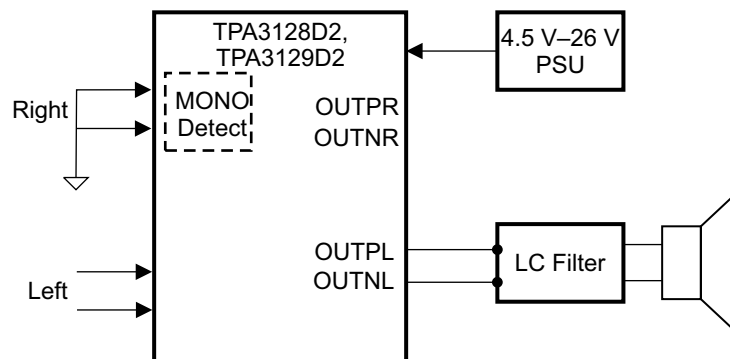 TPA3128D2,
TPA3129D2
4.5 V–26 V
PSU
Right
MONO
Detect
OUTPR
OUTNR
Left
OUTPL
OUTNL
LC Filter